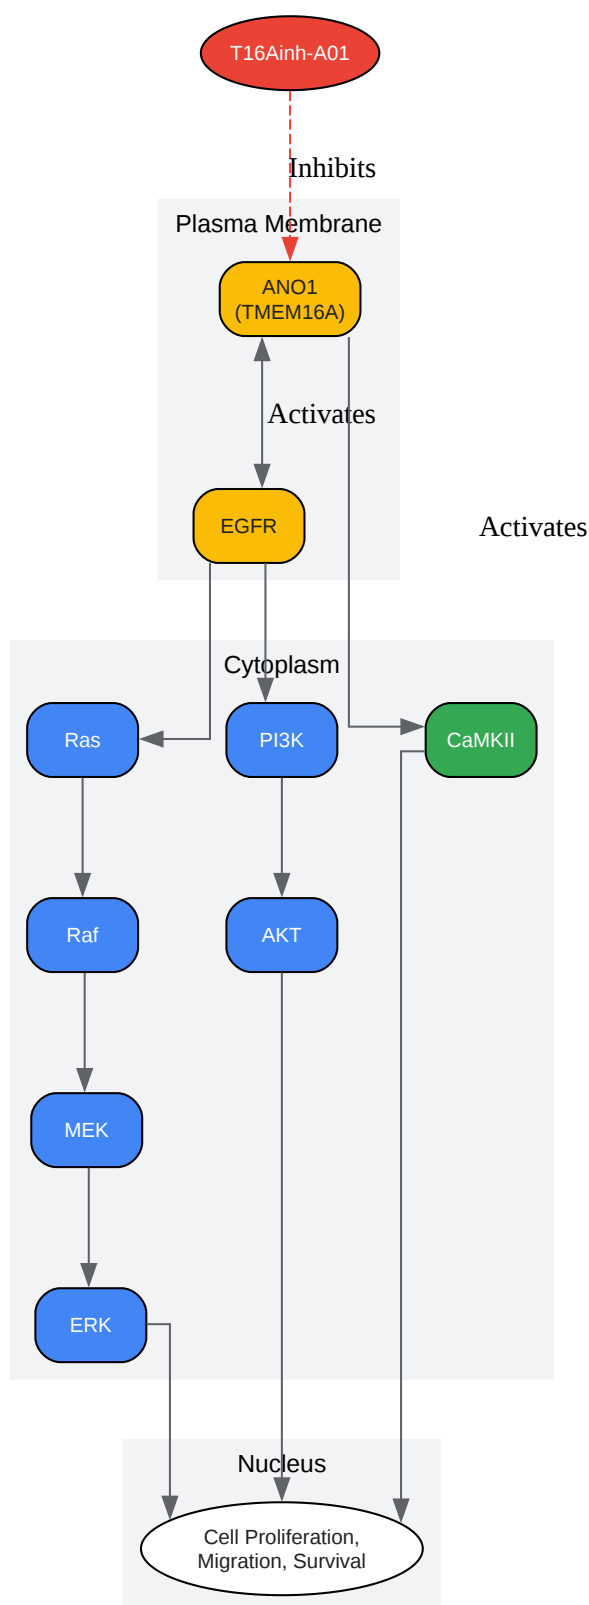 T16Ainh-A01
Inhibits
Plasma Membrane
ANO1
(TMEM16A)
Activates
EGFR
Activates
Cytoplasm
Ras
PI3K
CaMKII
Raf
AKT
MEK
ERK
Nucleus
Cell Proliferation,
Migration, Survival